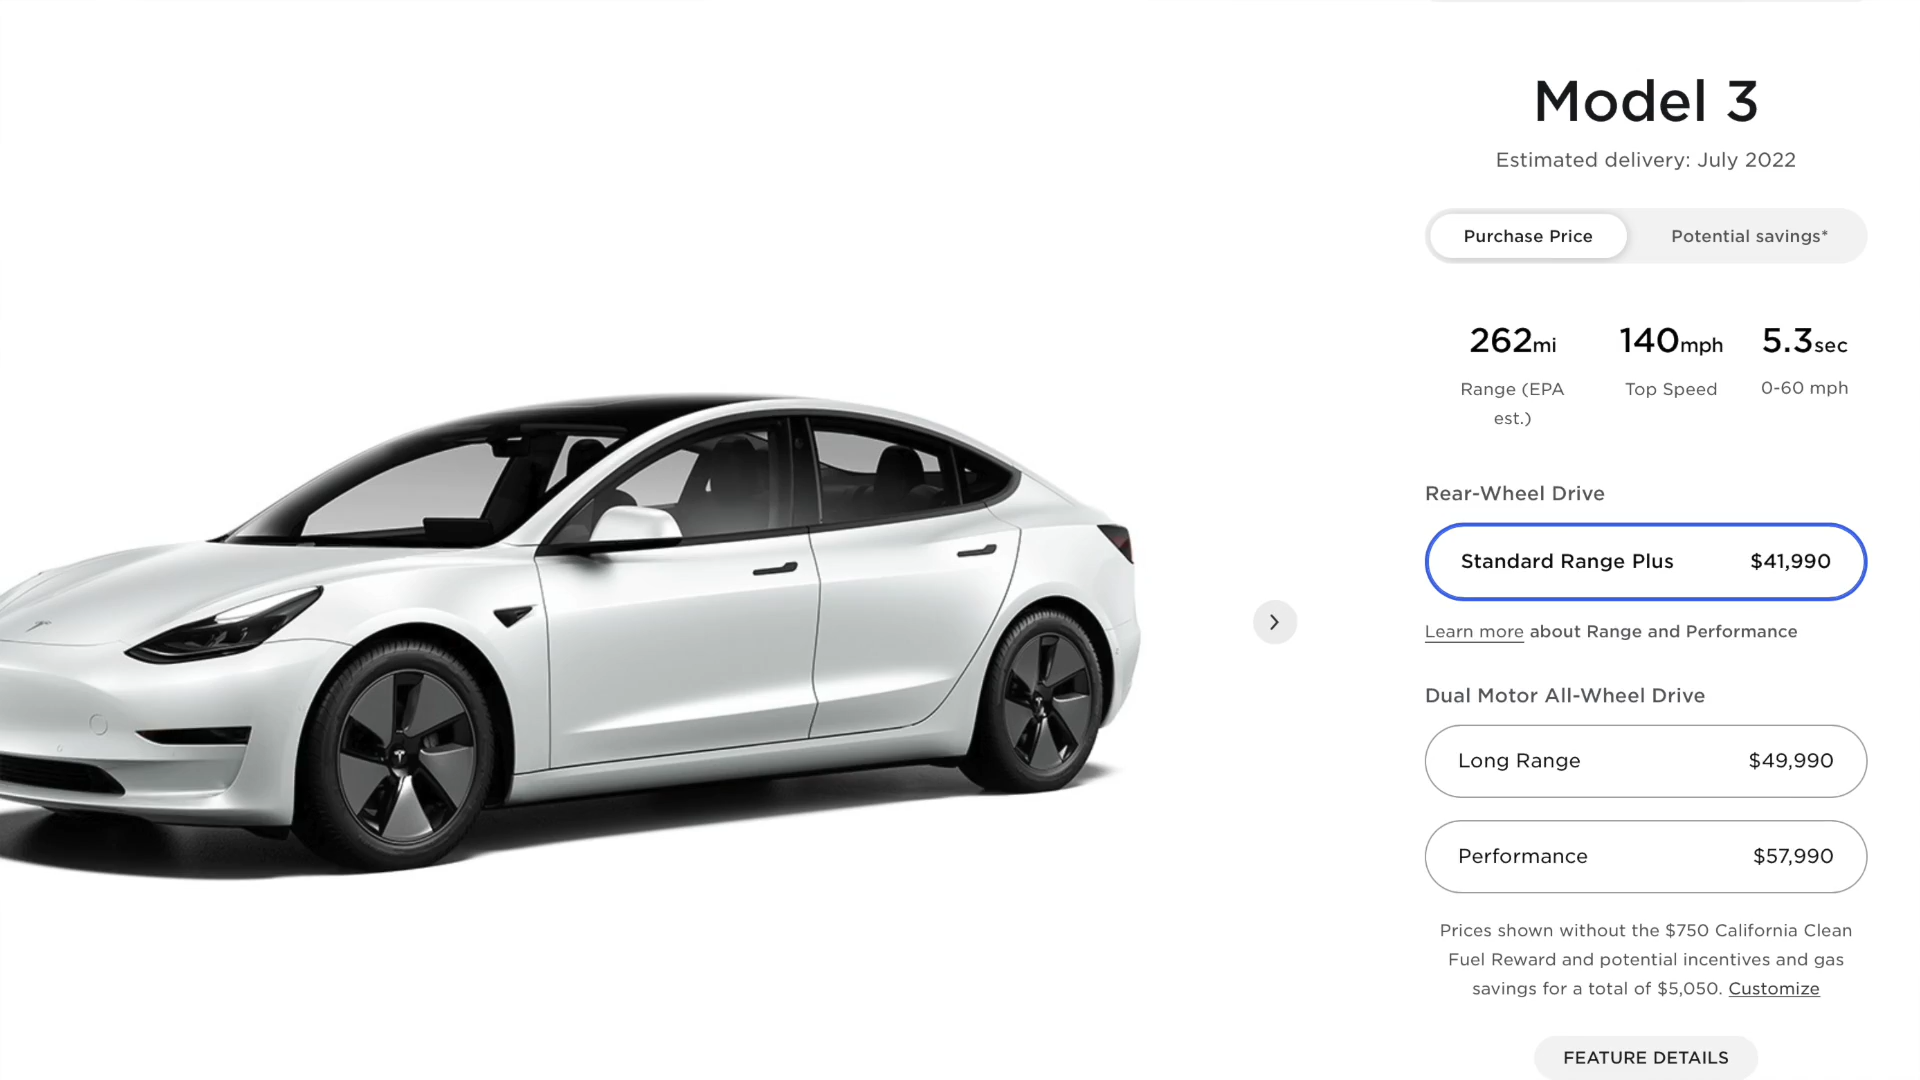 Model 3
Estimated delivery: July 2022
Purchase Price Potential savings*
262mi 140mph 5.3sec
Range (EPA est.) Top Speed 0-60 mph
Rear-Wheel Drive
Standard Range Plus $41,990
Learn more about Range and Performance
Dual Motor All-Wheel Drive
Long Range $49,990
Performance $57,990
Prices shown without the $750 California Clean
Fuel Reward and potential incentives and gas
savings for a total of $5,050. Customize
FEATURE DETAILS